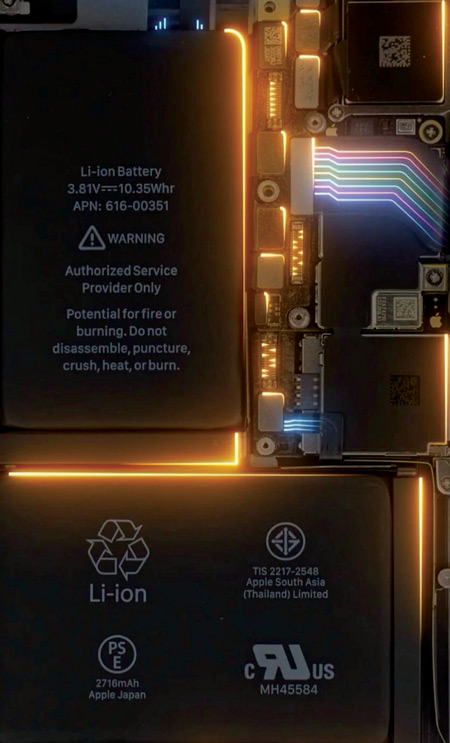 Li-ion Battery
3.81V⎓10.35Whr
APN: 616-00351
WARNING
Authorized Service
Provider Only
Potential for fire or
burning. Do not
disassemble, puncture,
crush, heat, or burn.
Li-ion
TIS 2217-2548
Apple South Asia
(Thailand) Limited
PS
E
2716mAh
Apple Japan
c RU US
MH45584